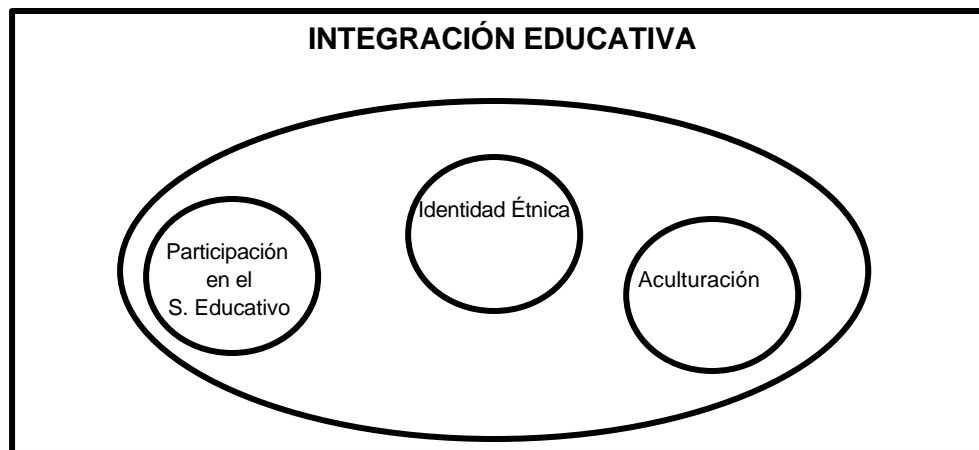 INTEGRACIÓN EDUCATIVA
Identidad Étnica
Participación
en el
S. Educativo
Aculturación